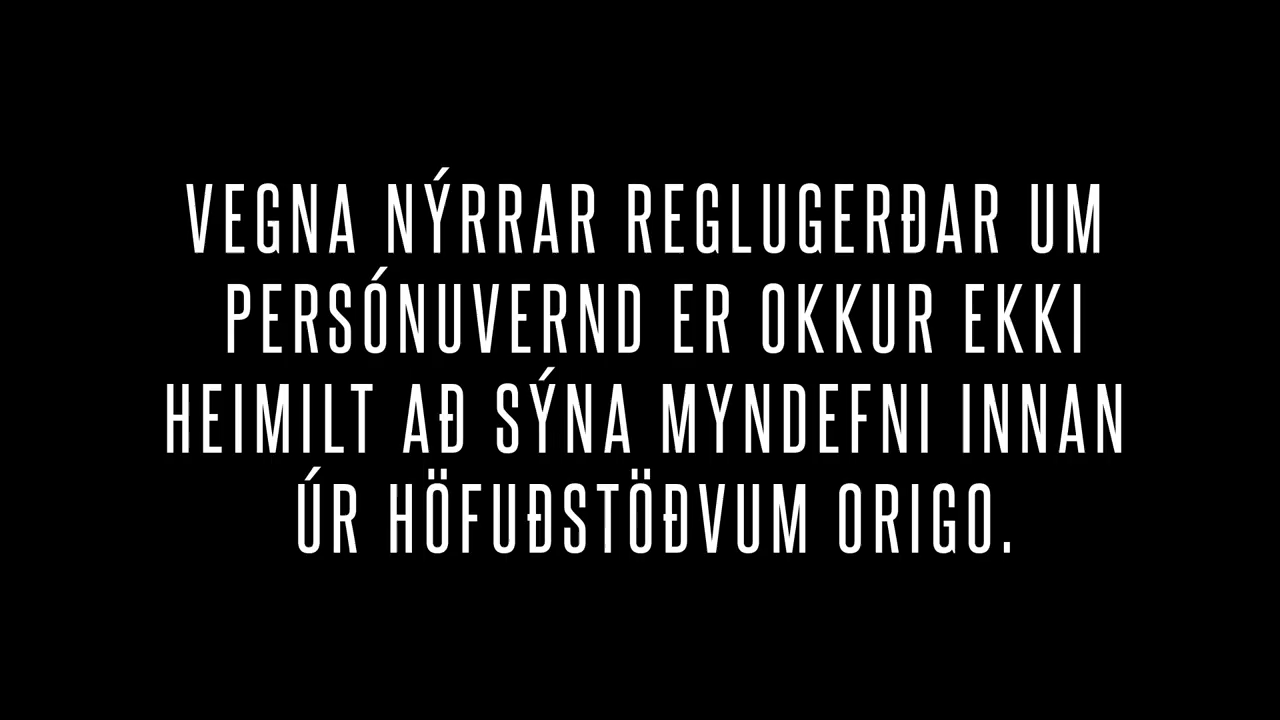 VEGNA NÝRRAR REGLUGERÐAR UM
PERSÓNUVERND ER OKKUR EKKI
HEIMILT AÐ SÝNA MYNDEFNI INNAN
ÚR HÖFUÐSTÖÐVUM ORIGO.